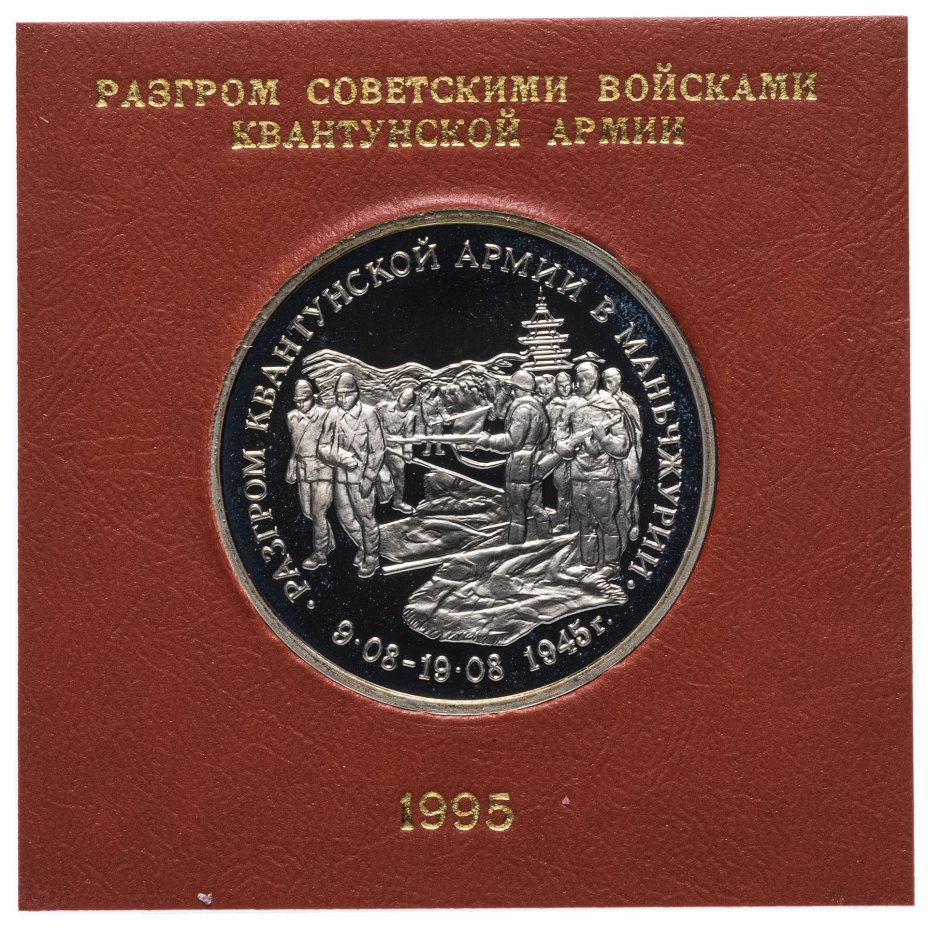 РАЗГРОМ СОВЕТСКИМИ ВОЙСКАМИ
КВАНТУНСКОЙ АРМИИ
·РАЗГРОМ КВАНТУНСКОЙ АРМИИ В МАНЬЧЖУРИИ·
9·08-19·08 1945г.
1995